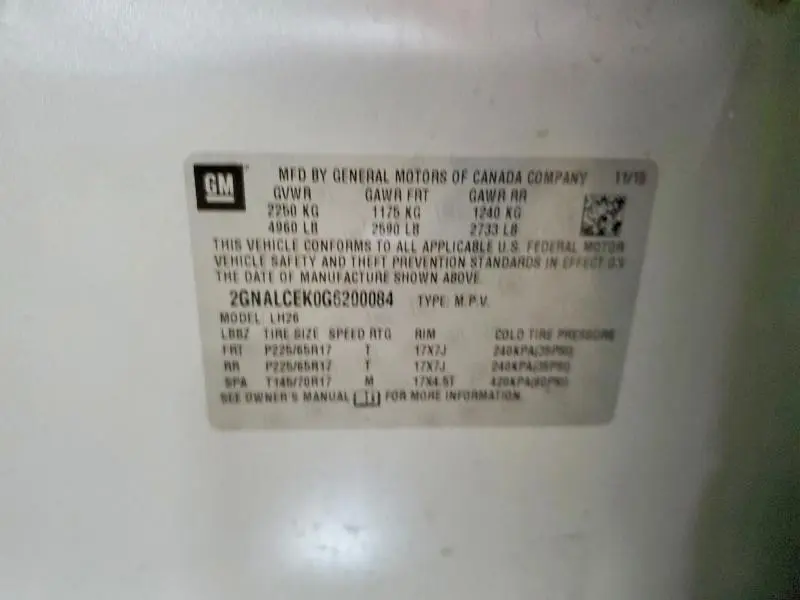 GM MFD BY GENERAL MOTORS OF CANADA COMPANY 11/15
GVWR GAWR FRT GAWR RR
2250 KG 1175 KG 1240 KG
4960 LB 2590 LB 2733 LB
THIS VEHICLE CONFORMS TO ALL APPLICABLE U.S. FEDERAL MOTOR
VEHICLE SAFETY AND THEFT PREVENTION STANDARDS IN EFFECT ON
THE DATE OF MANUFACTURE SHOWN ABOVE.
2GNALCEK0G6200084 TYPE: M.P.V.
MODEL: LH26
TIRE SIZE SPEED RTG RIM COLD TIRE PRESSURE
FRT P225/65R17 T 17X7J 240KPA(35PSI)
RR P225/65R17 T 17X7J 240KPA(35PSI)
SPA T145/70R17 M 17X4.5T 420KPA(60PSI)
SEE OWNER'S MANUAL FOR MORE INFORMATION.